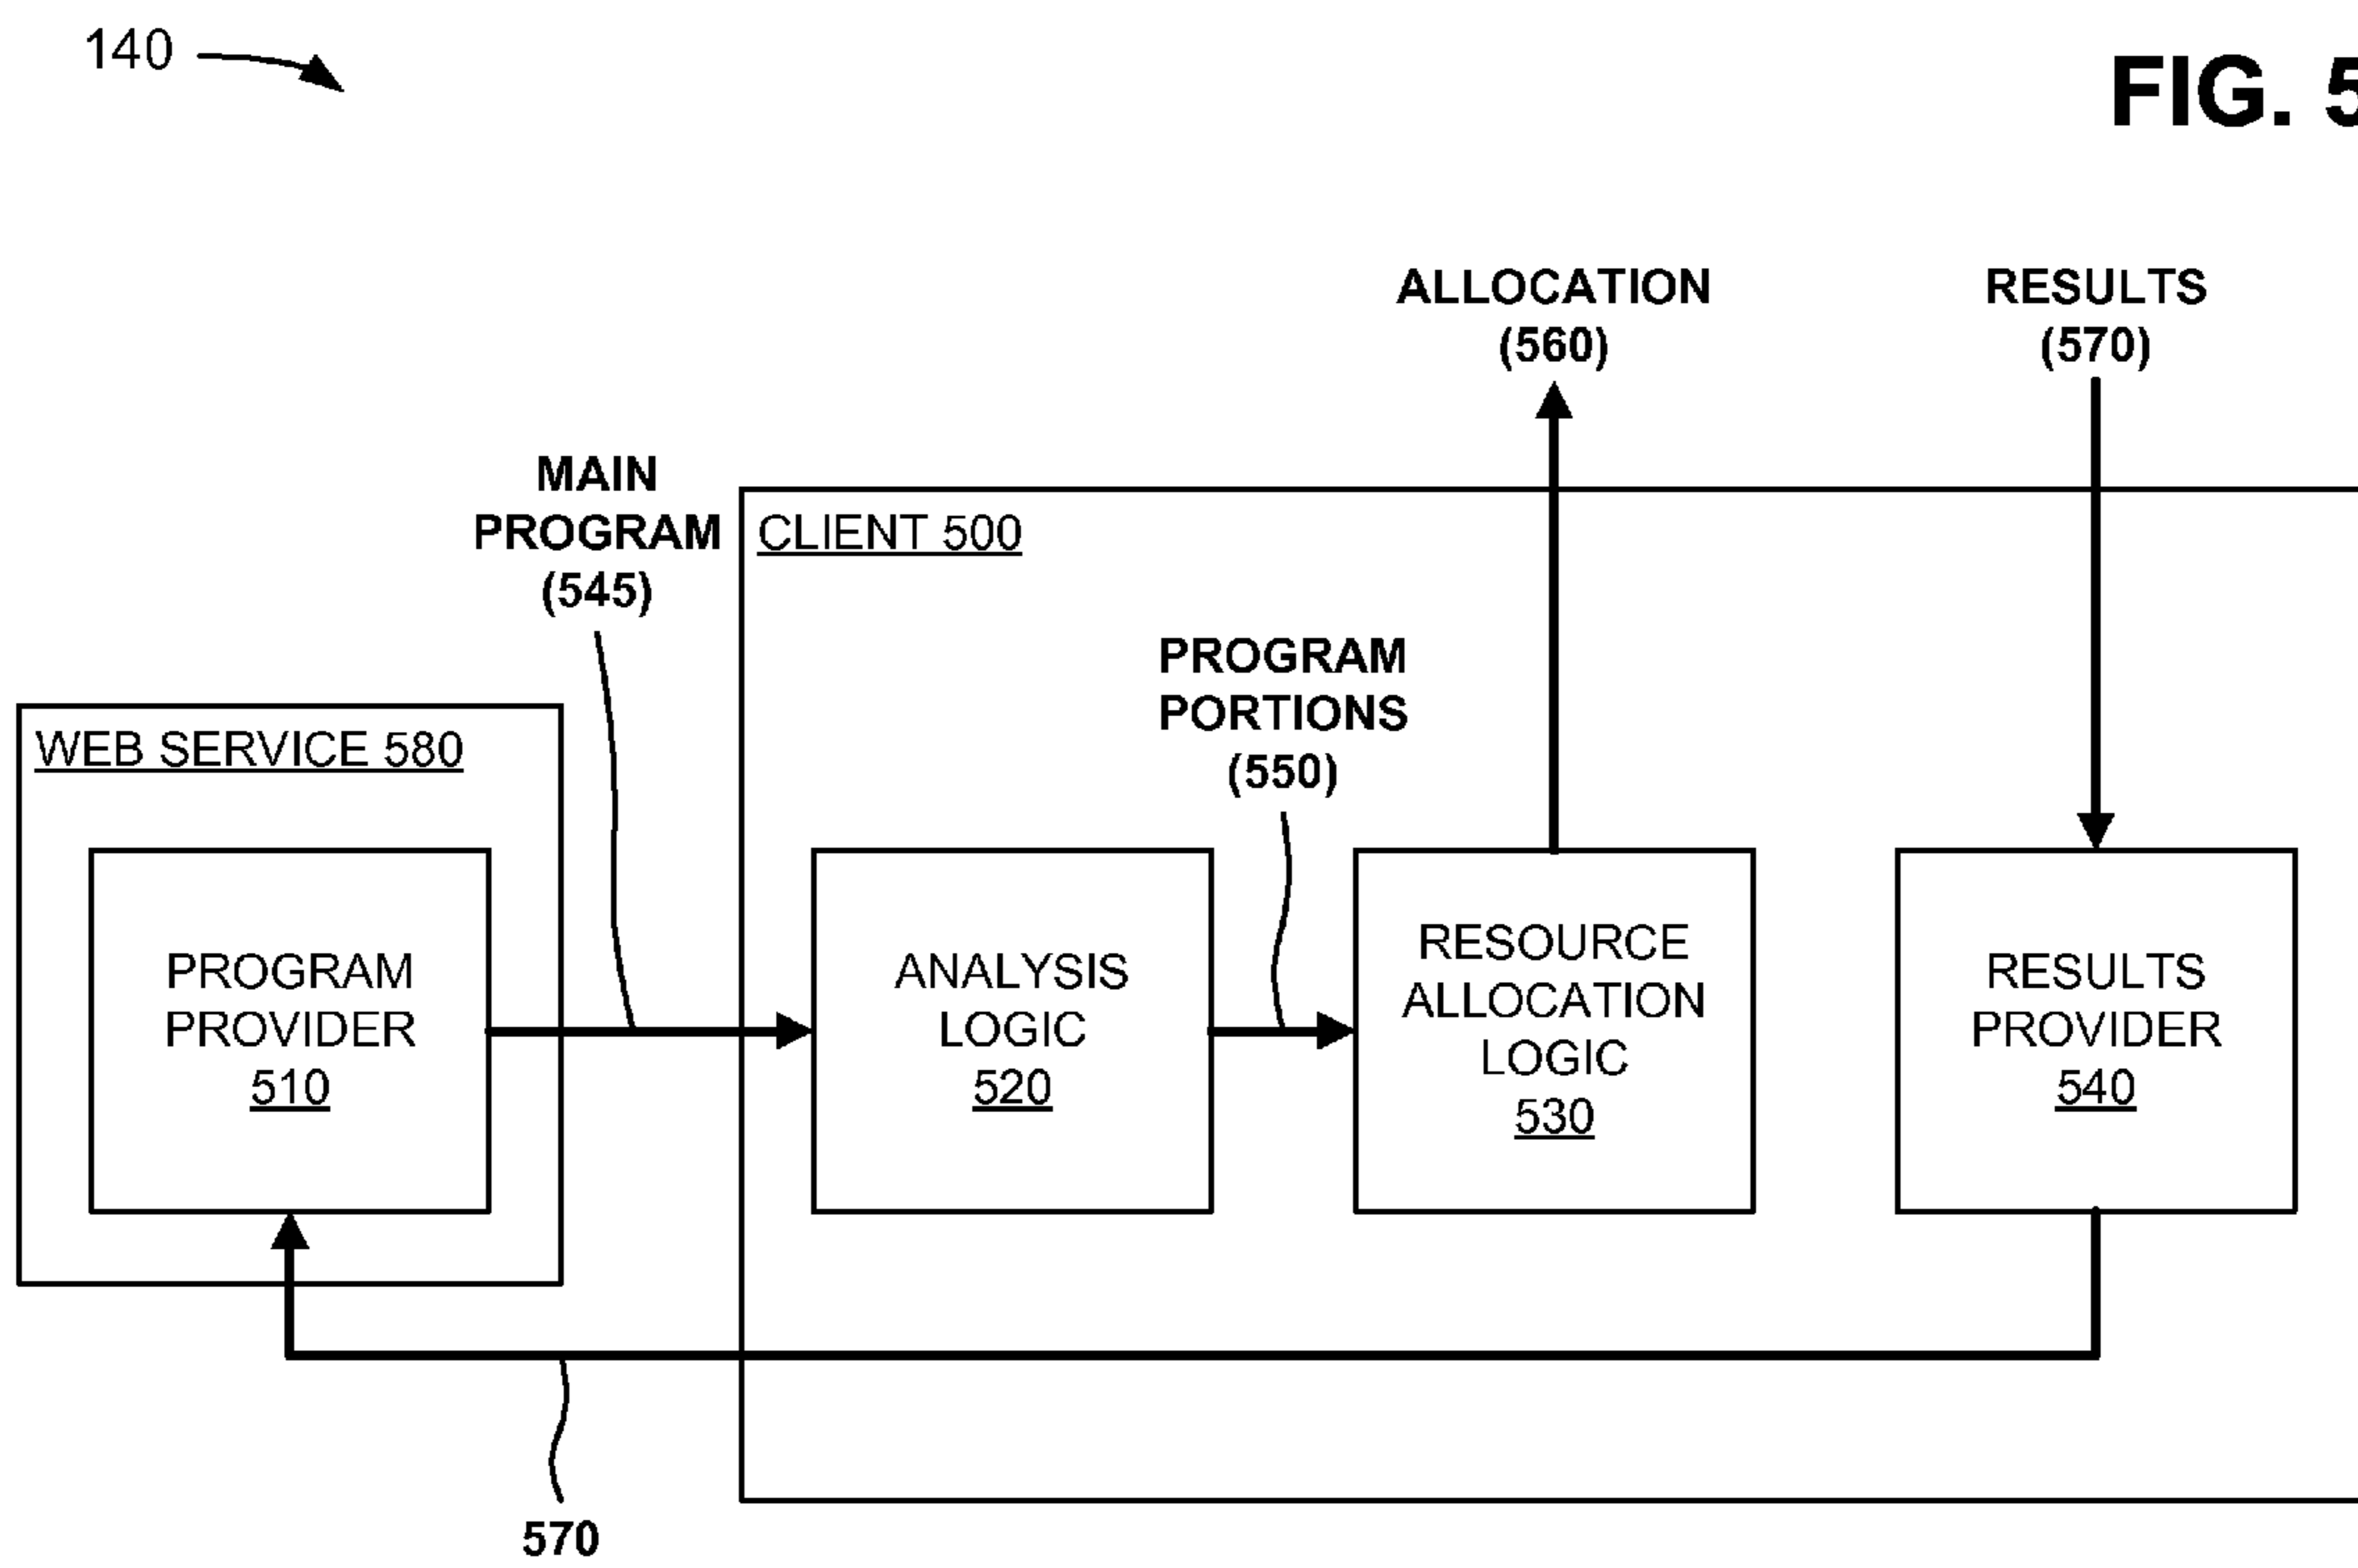 140
FIG. 5
ALLOCATION
(560)
RESULTS
(570)
MAIN
PROGRAM
(545)
CLIENT 500
PROGRAM
PORTIONS
(550)
WEB SERVICE 580
PROGRAM
PROVIDER
510
ANALYSIS
LOGIC
520
RESOURCE
ALLOCATION
LOGIC
530
RESULTS
PROVIDER
540
570